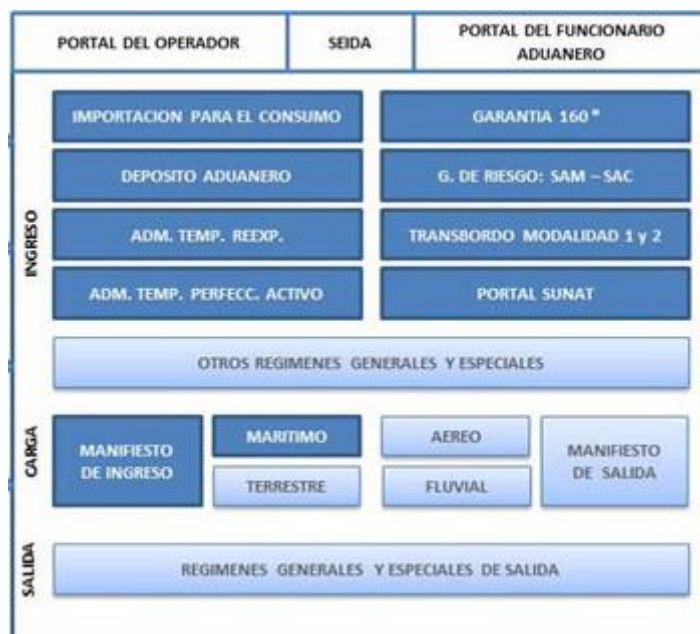 PORTAL DEL OPERADOR
SEIDA
PORTAL DEL FUNCIONARIO
ADUANERO
INGRESO
IMPORTACION PARA EL CONSUMO
GARANTIA 160*
DEPOSITO ADUANERO
G. DE RIESGO: SAM – SAC
ADM. TEMP. REEXP.
TRANSBORDO MODALIDAD 1 y 2
ADM. TEMP. PERFECC. ACTIVO
PORTAL SUNAT
OTROS REGIMENES GENERALES Y ESPECIALES
CARGA
MANIFIESTO
DE INGRESO
MARITIMO
AEREO
MANIFIESTO
DE SALIDA
TERRESTRE
FLUVIAL
SALIDA
REGIMENES GENERALES Y ESPECIALES DE SALIDA